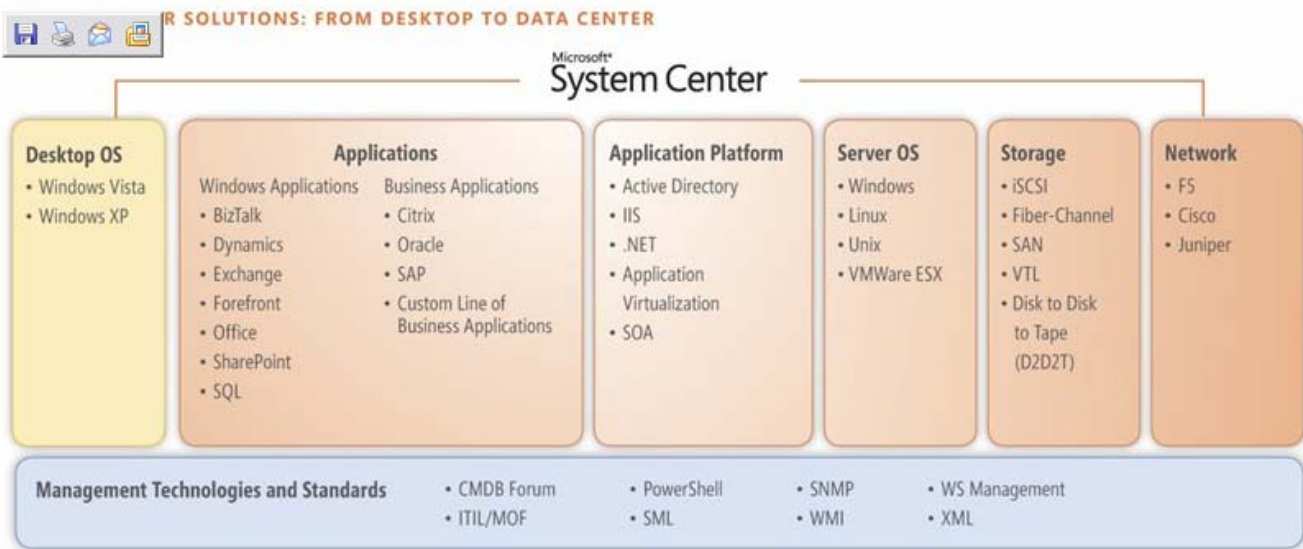 R SOLUTIONS: FROM DESKTOP TO DATA CENTER
Microsoft®
System Center
Desktop OS
• Windows Vista
• Windows XP
Applications
Windows Applications
• BizTalk
• Dynamics
• Exchange
• Forefront
• Office
• SharePoint
• SQL
Business Applications
• Citrix
• Oracle
• SAP
• Custom Line of
Business Applications
Application Platform
• Active Directory
• IIS
• .NET
• Application
Virtualization
• SOA
Server OS
• Windows
• Linux
• Unix
• VMWare ESX
Storage
• iSCSI
• Fiber-Channel
• SAN
• VTL
• Disk to Disk
to Tape
(D2D2T)
Network
• F5
• Cisco
• Juniper
Management Technologies and Standards
• CMDB Forum
• ITIL/MOF
• PowerShell
• SML
• SNMP
• WMI
• WS Management
• XML